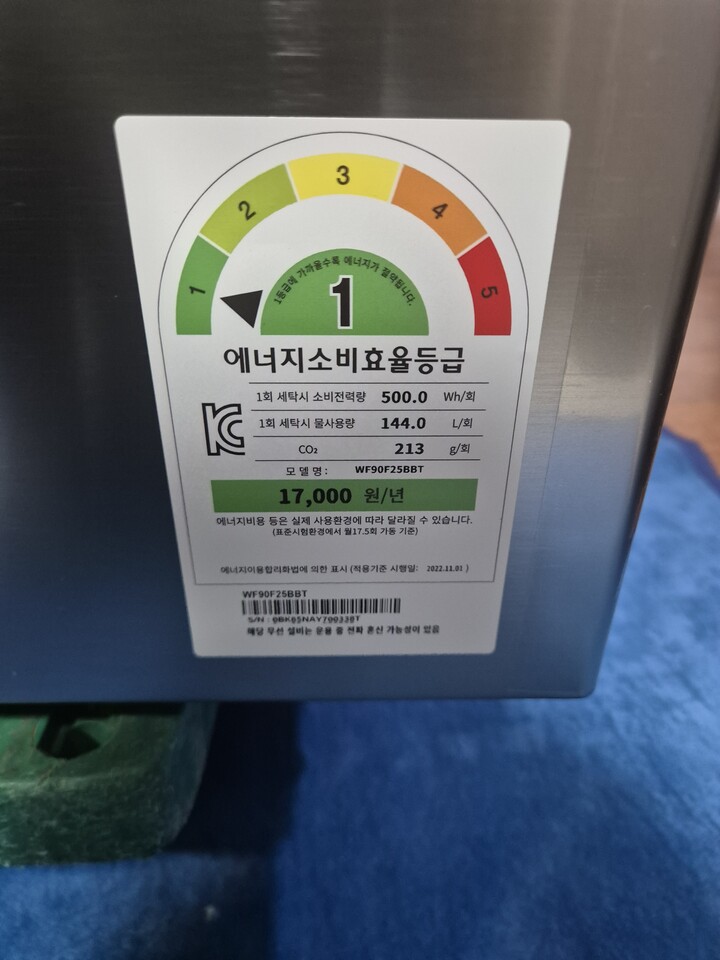 1 2 3 4 5
1등급에 가까울수록 에너지가 절약됩니다.
1
에너지소비효율등급
1회 세탁시 소비전력량 500.0 Wh/회
1회 세탁시 물사용량 144.0 L/회
CO₂ 213 g/회
모 델 명 : WF90F25BBT
17,000 원/년
에너지비용 등은 실제 사용환경에 따라 달라질 수 있습니다.
(표준시험환경에서 월17.5회 가동 기준)
에너지이용합리화법에 의한 표시 (적용기준 시행일: 2022.11.01 )
WF90F25BBT
S/N :
해당 무선 설비는 운용 중 전파 혼신 가능성이 있음